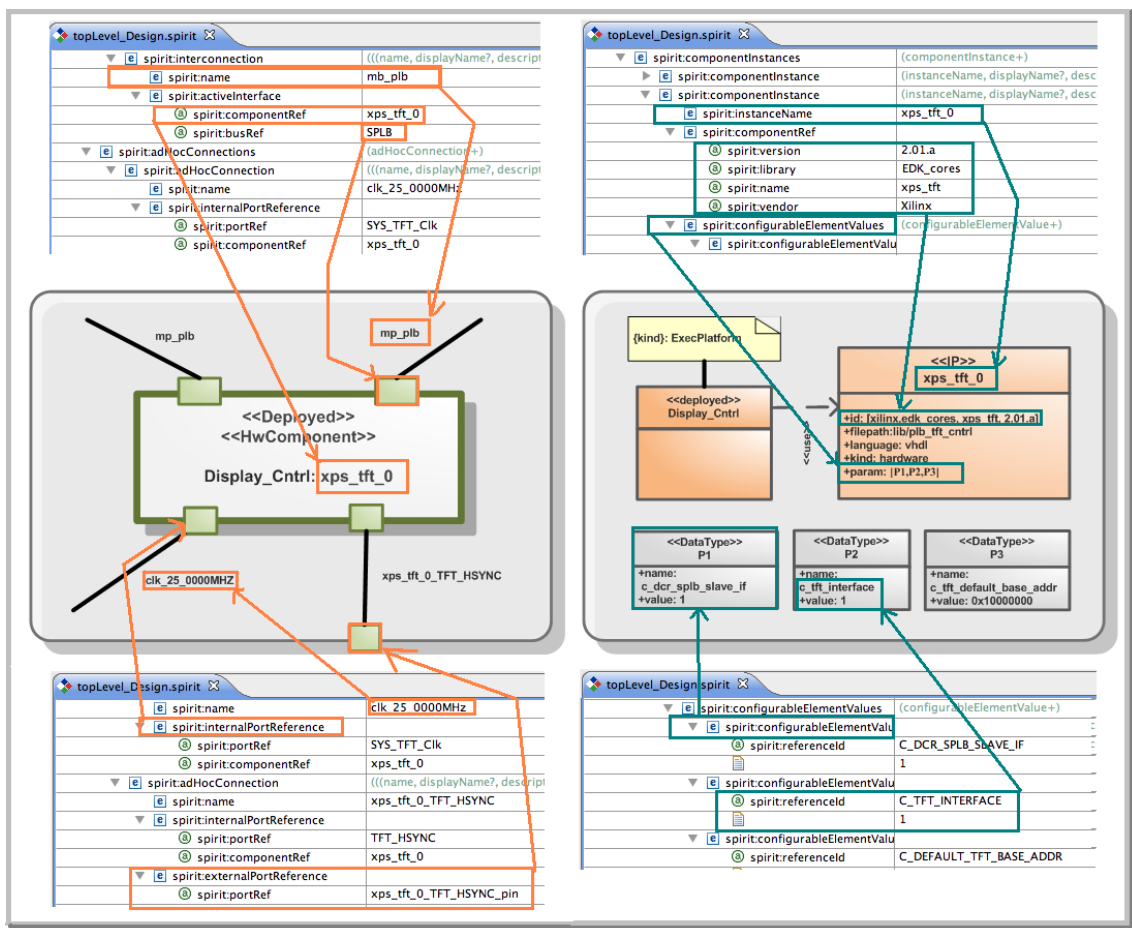 topLevel_Design.spirit
spirit:interconnection (((name, displayName?, descript
spirit:name mb_plb
spirit:activeInterface
spirit:componentRef xps_tft_0
spirit:busRef SPLB
spirit:adHocConnections (adHocConnection+)
spirit:adHocConnection (((name, displayName?, descript
spirit:name clk_25_0000MHz
spirit:internalPortReference
spirit:portRef SYS_TFT_Clk
spirit:componentRef xps_tft_0
topLevel_Design.spirit
spirit:componentInstances (componentInstance+)
spirit:componentInstance (instanceName, displayName?, desc
spirit:componentInstance (instanceName, displayName?, desc
spirit:instanceName xps_tft_0
spirit:componentRef
spirit:version 2.01.a
spirit:library EDK_cores
spirit:name xps_tft
spirit:vendor Xilinx
spirit:configurableElementValues (configurableElementValue+)
spirit:configurableElementValu
mp_plb
mp_plb
<<Deployed>>
<<HwComponent>>
Display_Cntrl: xps_tft_0
clk_25_0000MHZ
xps_tft_0_TFT_HSYNC
{kind}: ExecPlatform
<<deployed>>
Display_Cntrl
<<use>>
<<IP>>
xps_tft_0
+id: [xilinx.edk_cores, xps_tft, 2.01.a]
+filepath:lib/plb_tft_cntrl
+language: vhdl
+kind: hardware
+param: |P1,P2,P3|
<<DataType>>
P1
+name:
c_dcr_splb_slave_if
+value: 1
<<DataType>>
P2
+name:
c_tft_interface
+value: 1
<<DataType>>
P3
+name:
c_tft_default_base_addr
+value: 0x10000000
topLevel_Design.spirit
spirit:name clk_25_0000MHz
spirit:internalPortReference
spirit:portRef SYS_TFT_Clk
spirit:componentRef xps_tft_0
spirit:adHocConnection (((name, displayName?, descript
spirit:name xps_tft_0_TFT_HSYNC
spirit:internalPortReference
spirit:portRef TFT_HSYNC
spirit:componentRef xps_tft_0
spirit:externalPortReference
spirit:portRef xps_tft_0_TFT_HSYNC_pin
topLevel_Design.spirit
spirit:configurableElementValues (configurableElementValue+)
spirit:configurableElementValu
spirit:referenceId C_DCR_SPLB_SLAVE_IF
1
spirit:configurableElementValu
spirit:referenceId C_TFT_INTERFACE
1
spirit:configurableElementValu
spirit:referenceId C_DEFAULT_TFT_BASE_ADDR